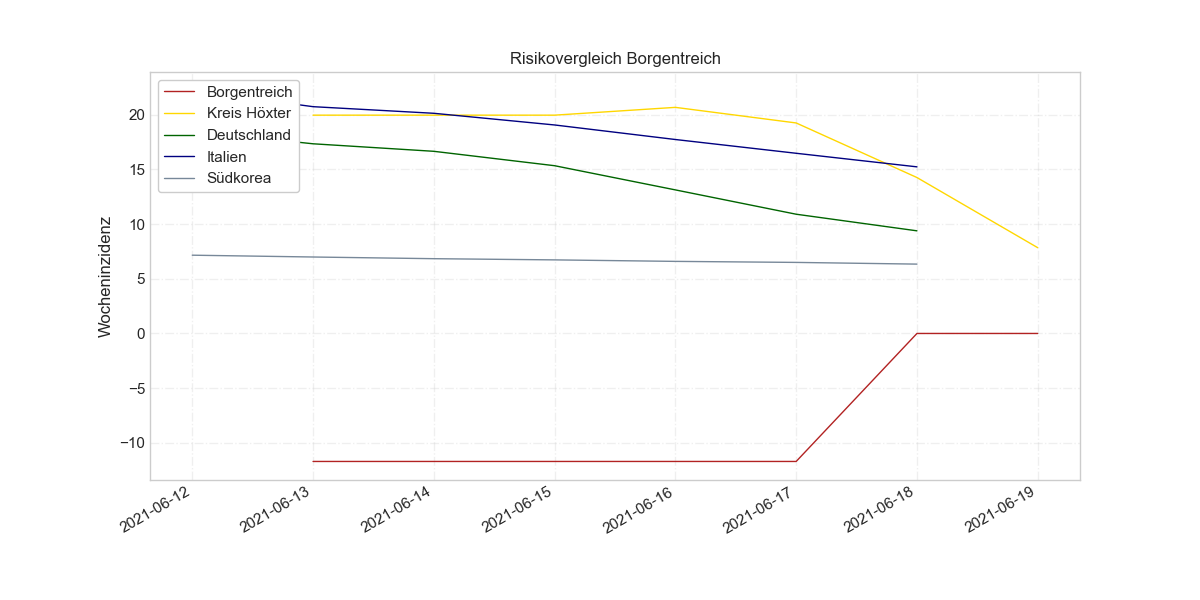 Risikovergleich Borgentreich
Borgentreich
Kreis Höxter
Deutschland
Italien
Südkorea
Wocheninzidenz
20
15
10
5
0
−5
−10
2021-06-12
2021-06-13
2021-06-14
2021-06-15
2021-06-16
2021-06-17
2021-06-18
2021-06-19